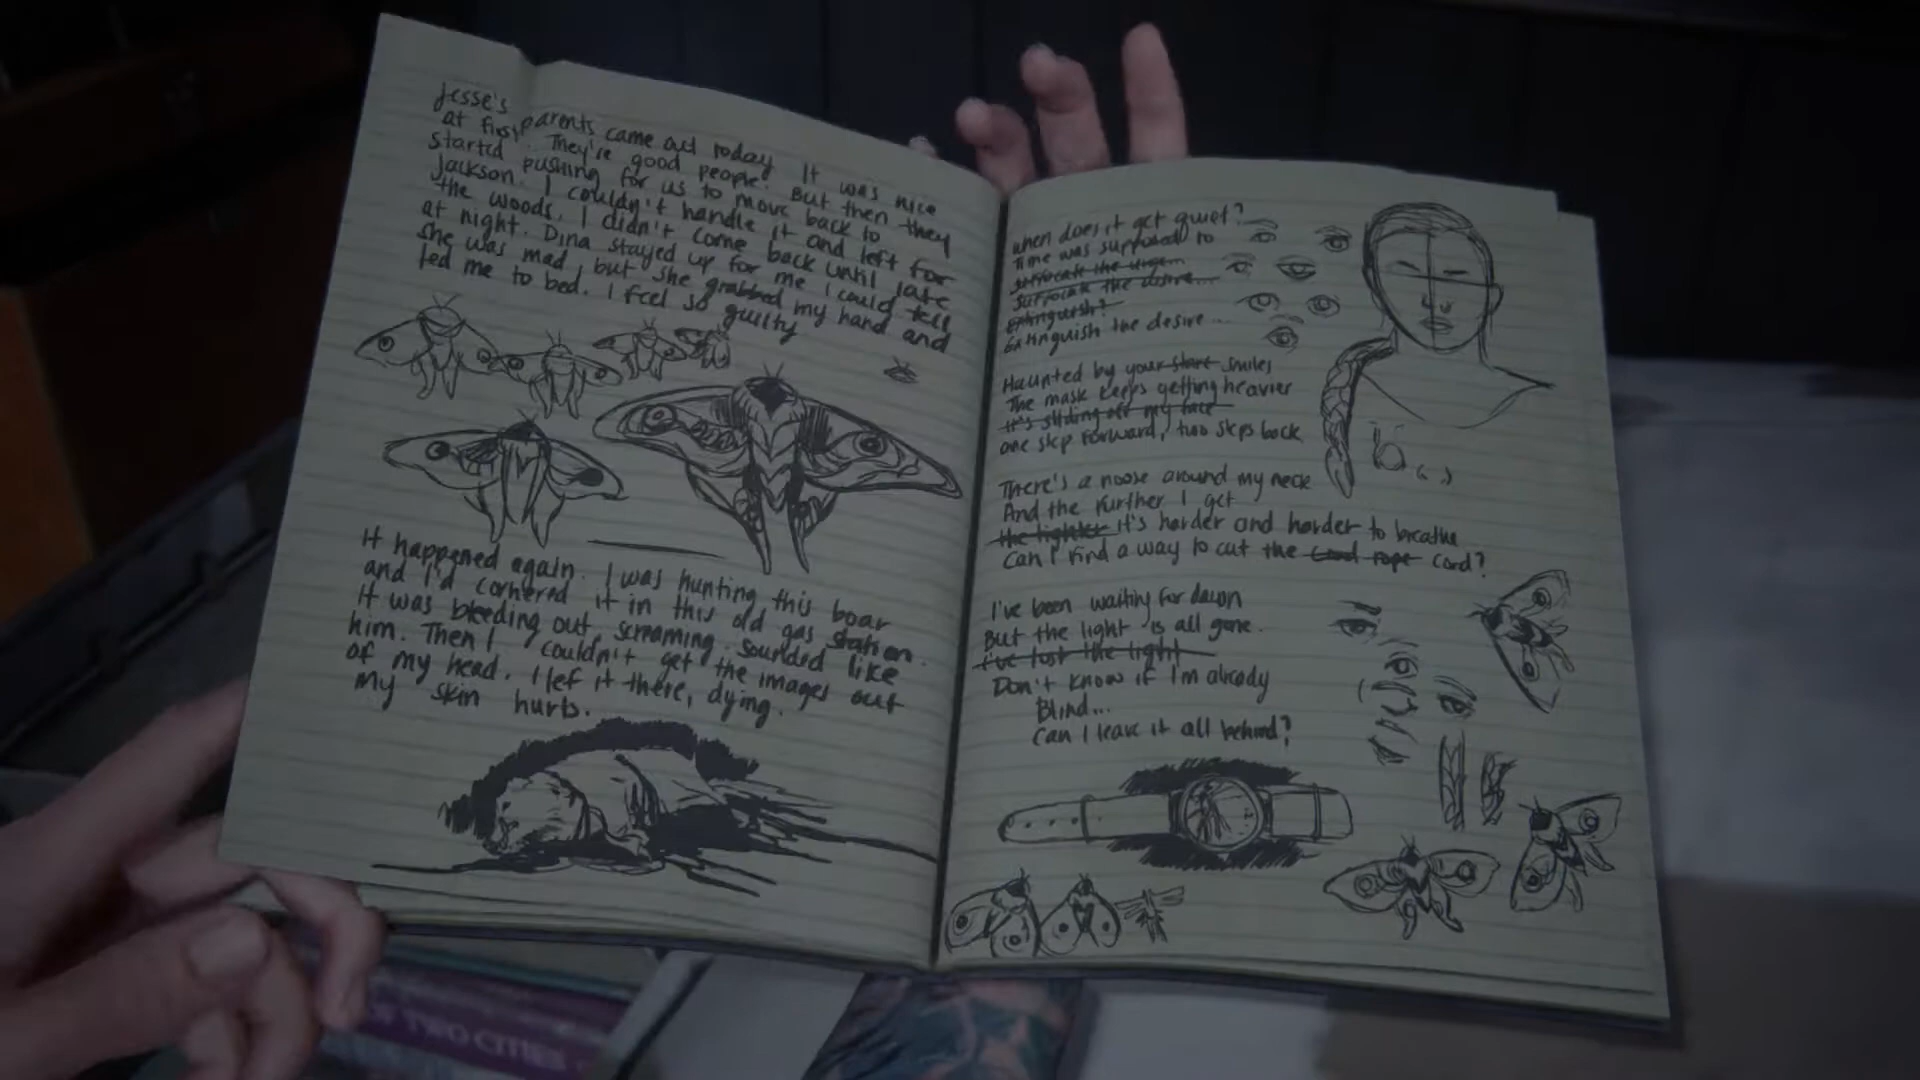 Jesse's parents came out today. It was nice
at first. They're good people. But then they
started pushing for us to move back to
Jackson. I couldn't handle it and left for
the woods. I didn't come back until late
at night. Dina stayed up for me. I could tell
she was mad, but she grabbed my hand and
led me to bed. I feel so guilty
It happened again. I was hunting this boar
and I'd cornered it in this old gas station.
It was bleeding out, screaming. Sounded like
him. Then I couldn't get the images out
of my head. I lef it there, dying.
my skin hurts.
When does it get quiet?
Time was supposed to
suffocate the urge...
suffocate the desire...
Extinguish?
Extinguish the desire...
Haunted by your stare smiles
The mask keeps getting heavier
It's sliding off my face
one step forward, two steps back
There's a noose around my neck
And the further I get
the tighter it's harder and harder to breathe
Can I find a way to cut the cord rope cord?
I've been waiting for dawn
But the light is all gone.
I've lost the light
Don't know if I'm already
Blind...
Can I leave it all behind?
OF TWO CITIES